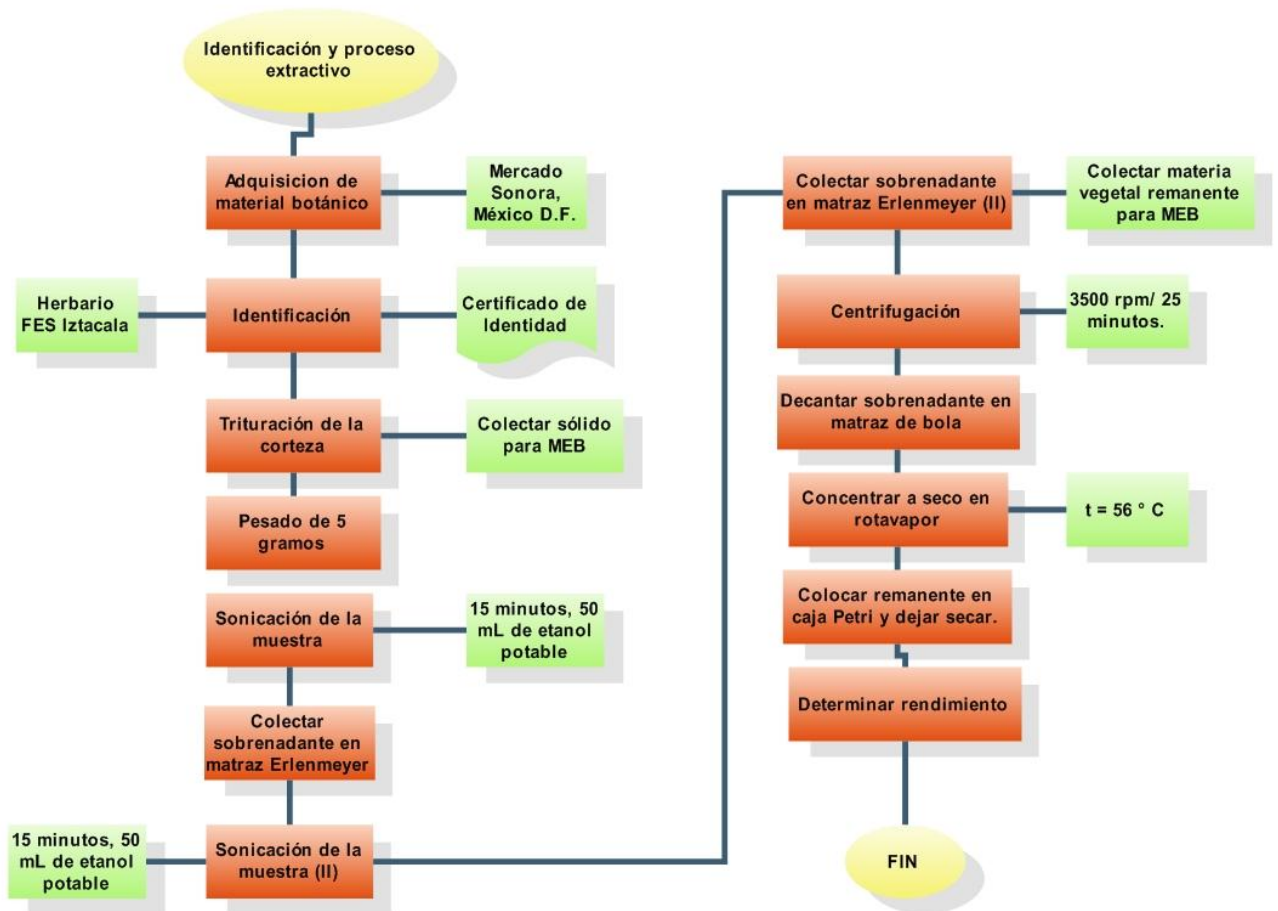 Identificación y proceso
extractivo
Adquisicion de
material botánico
Mercado
Sonora,
México D.F.
Herbario
FES Iztacala
Identificación
Certificado de
Identidad
Trituración de la
corteza
Colectar sólido
para MEB
Pesado de 5
gramos
Sonicación de la
muestra
15 minutos, 50
mL de etanol
potable
Colectar
sobrenadante en
matraz Erlenmeyer
15 minutos, 50
mL de etanol
potable
Sonicación de la
muestra (II)
Colectar sobrenadante
en matraz Erlenmeyer (II)
Colectar materia
vegetal remanente
para MEB
Centrifugación
3500 rpm/ 25
minutos.
Decantar sobrenadante en
matraz de bola
Concentrar a seco en
rotavapor
t = 56 ° C
Colocar remanente en
caja Petri y dejar secar.
Determinar rendimiento
FIN